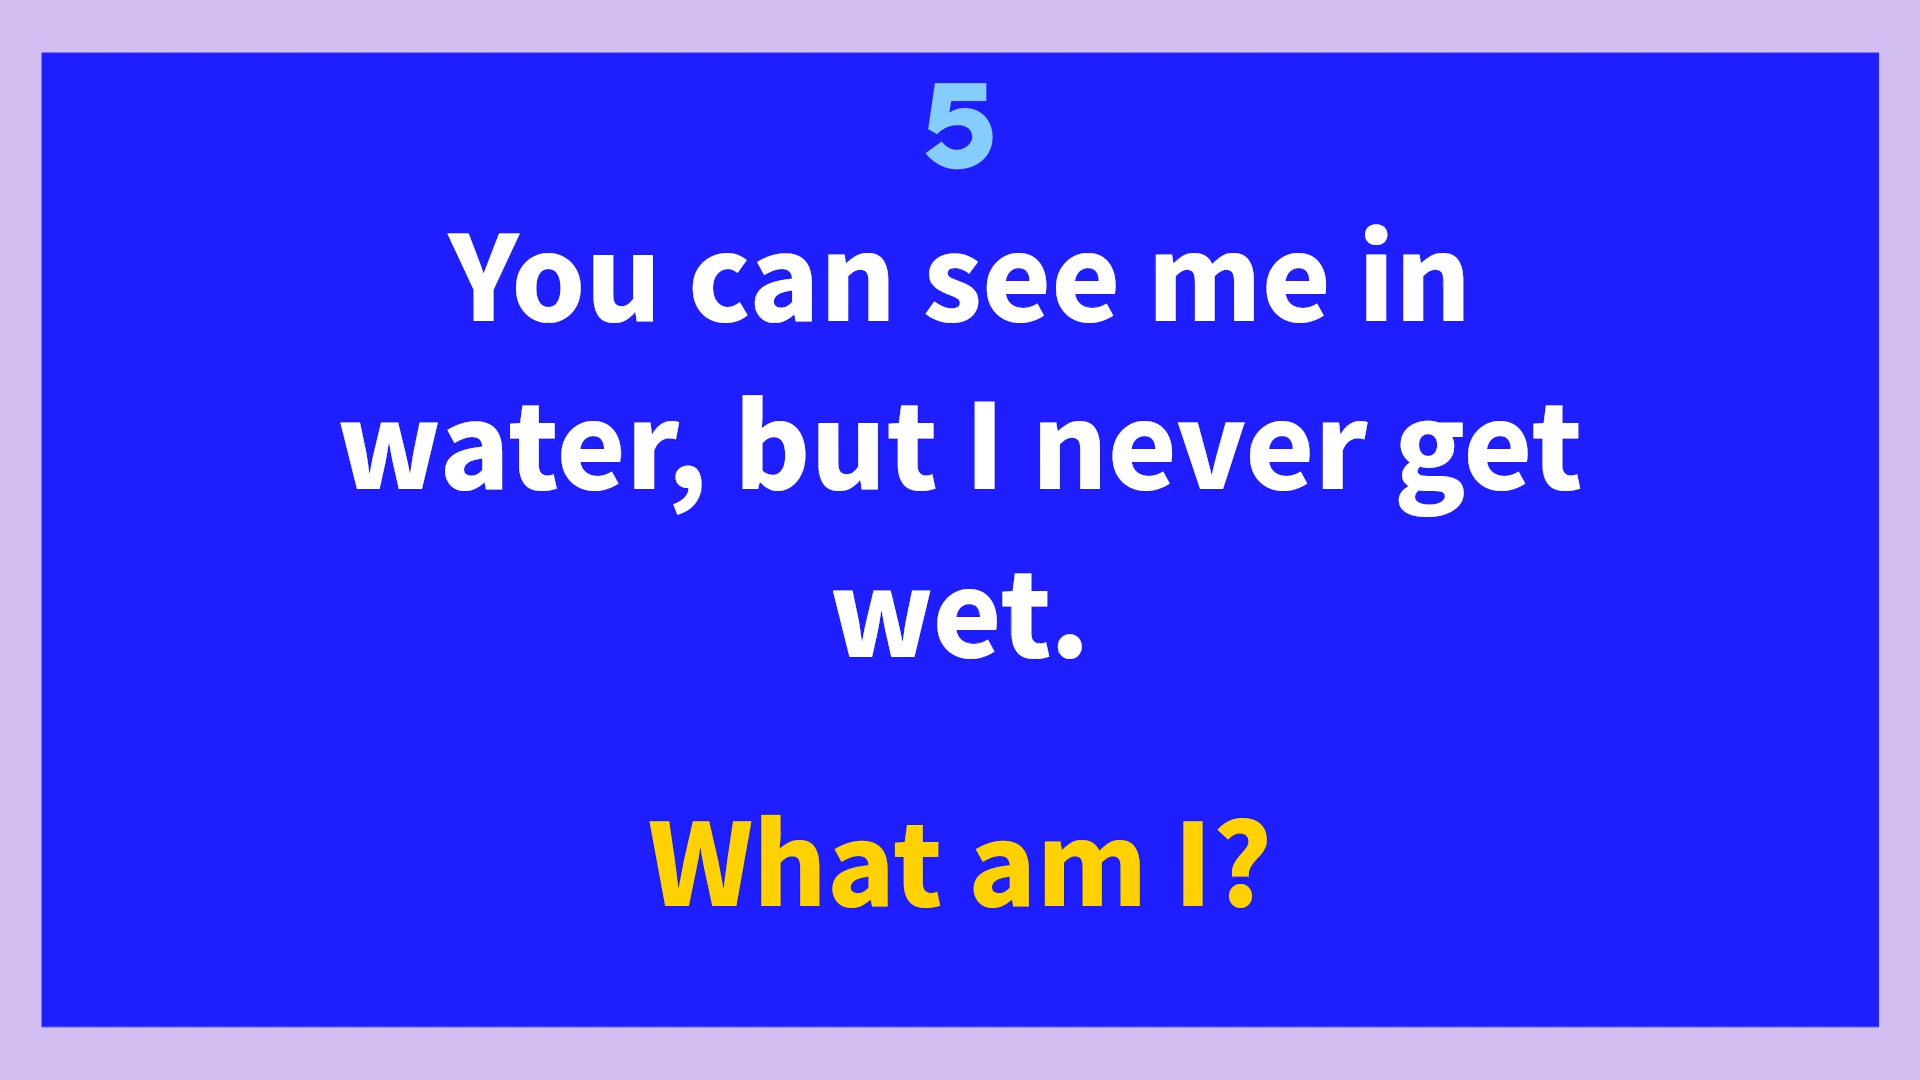 5
You can see me in
water, but I never get
wet.
What am I?